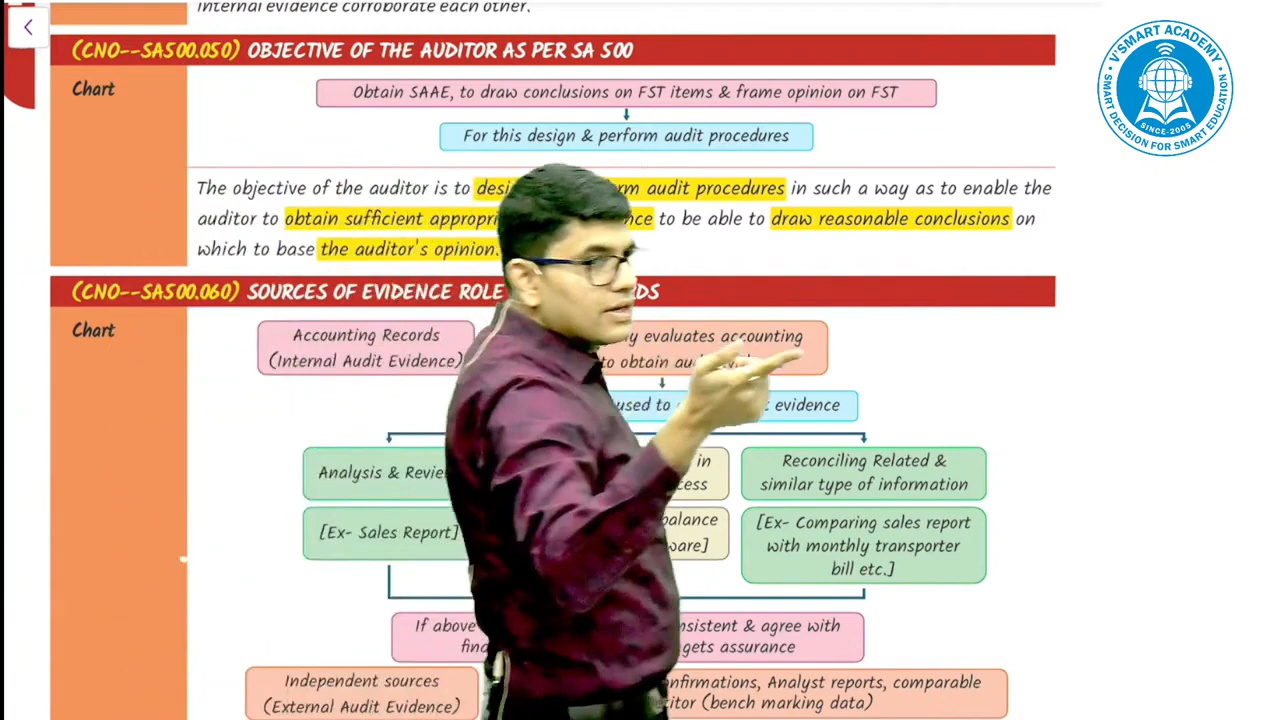 internal evidence corroborate each other.
(CNO--SA500.050) OBJECTIVE OF THE AUDITOR AS PER SA 500
Chart
Obtain SAAE, to draw conclusions on FST items & frame opinion on FST
For this design & perform audit procedures
The objective of the auditor is to audit procedures in such a way as to enable the
auditor to obtain sufficient to be able to draw reasonable conclusions on
which to base the auditor's opinion.
(CNO--SA500.060) SOURCES OF EVIDENCE ROLE
Chart
Accounting Records
(Internal Audit Evidence)
evaluates accounting
to obtain
used to evidence
Analysis &
in
Reconciling Related &
similar type of information
[Ex- Sales Report]
balance
[Ex- Comparing sales report
with monthly transporter
bill etc.]
If above & agree with
gets assurance
Independent sources
(External Audit Evidence)
Analyst reports, comparable
(bench marking data)
V'SMART ACADEMY
SINCE-2005
SMART DECISION FOR SMART EDUCATION